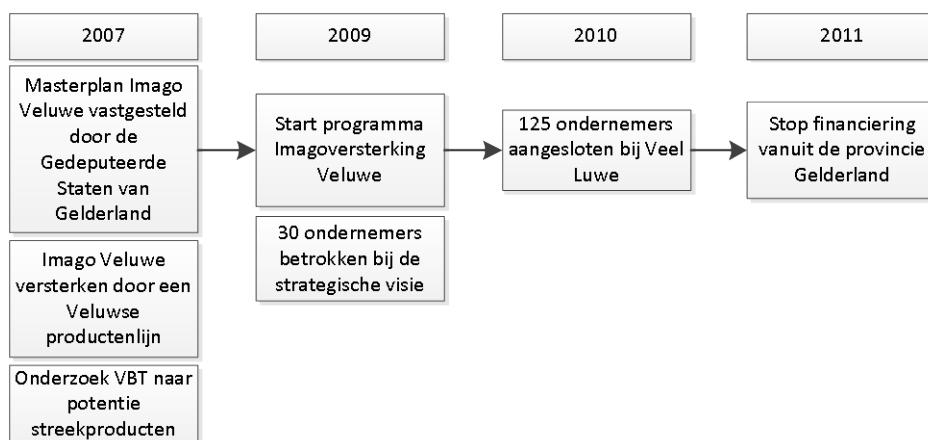 2007
Masterplan Imago
Veluwe vastgesteld
door de
Gedeputeerde
Staten van
Gelderland
Imago Veluwe
versterken door een
Veluwse
productenlijn
Onderzoek VBT naar
potentie
streekproducten
2009
Start programma
Imagoversterking
Veluwe
30 ondernemers
betrokken bij de
strategische visie
2010
125 ondernemers
aangesloten bij Veel
Luwe
2011
Stop financiering
vanuit de provincie
Gelderland